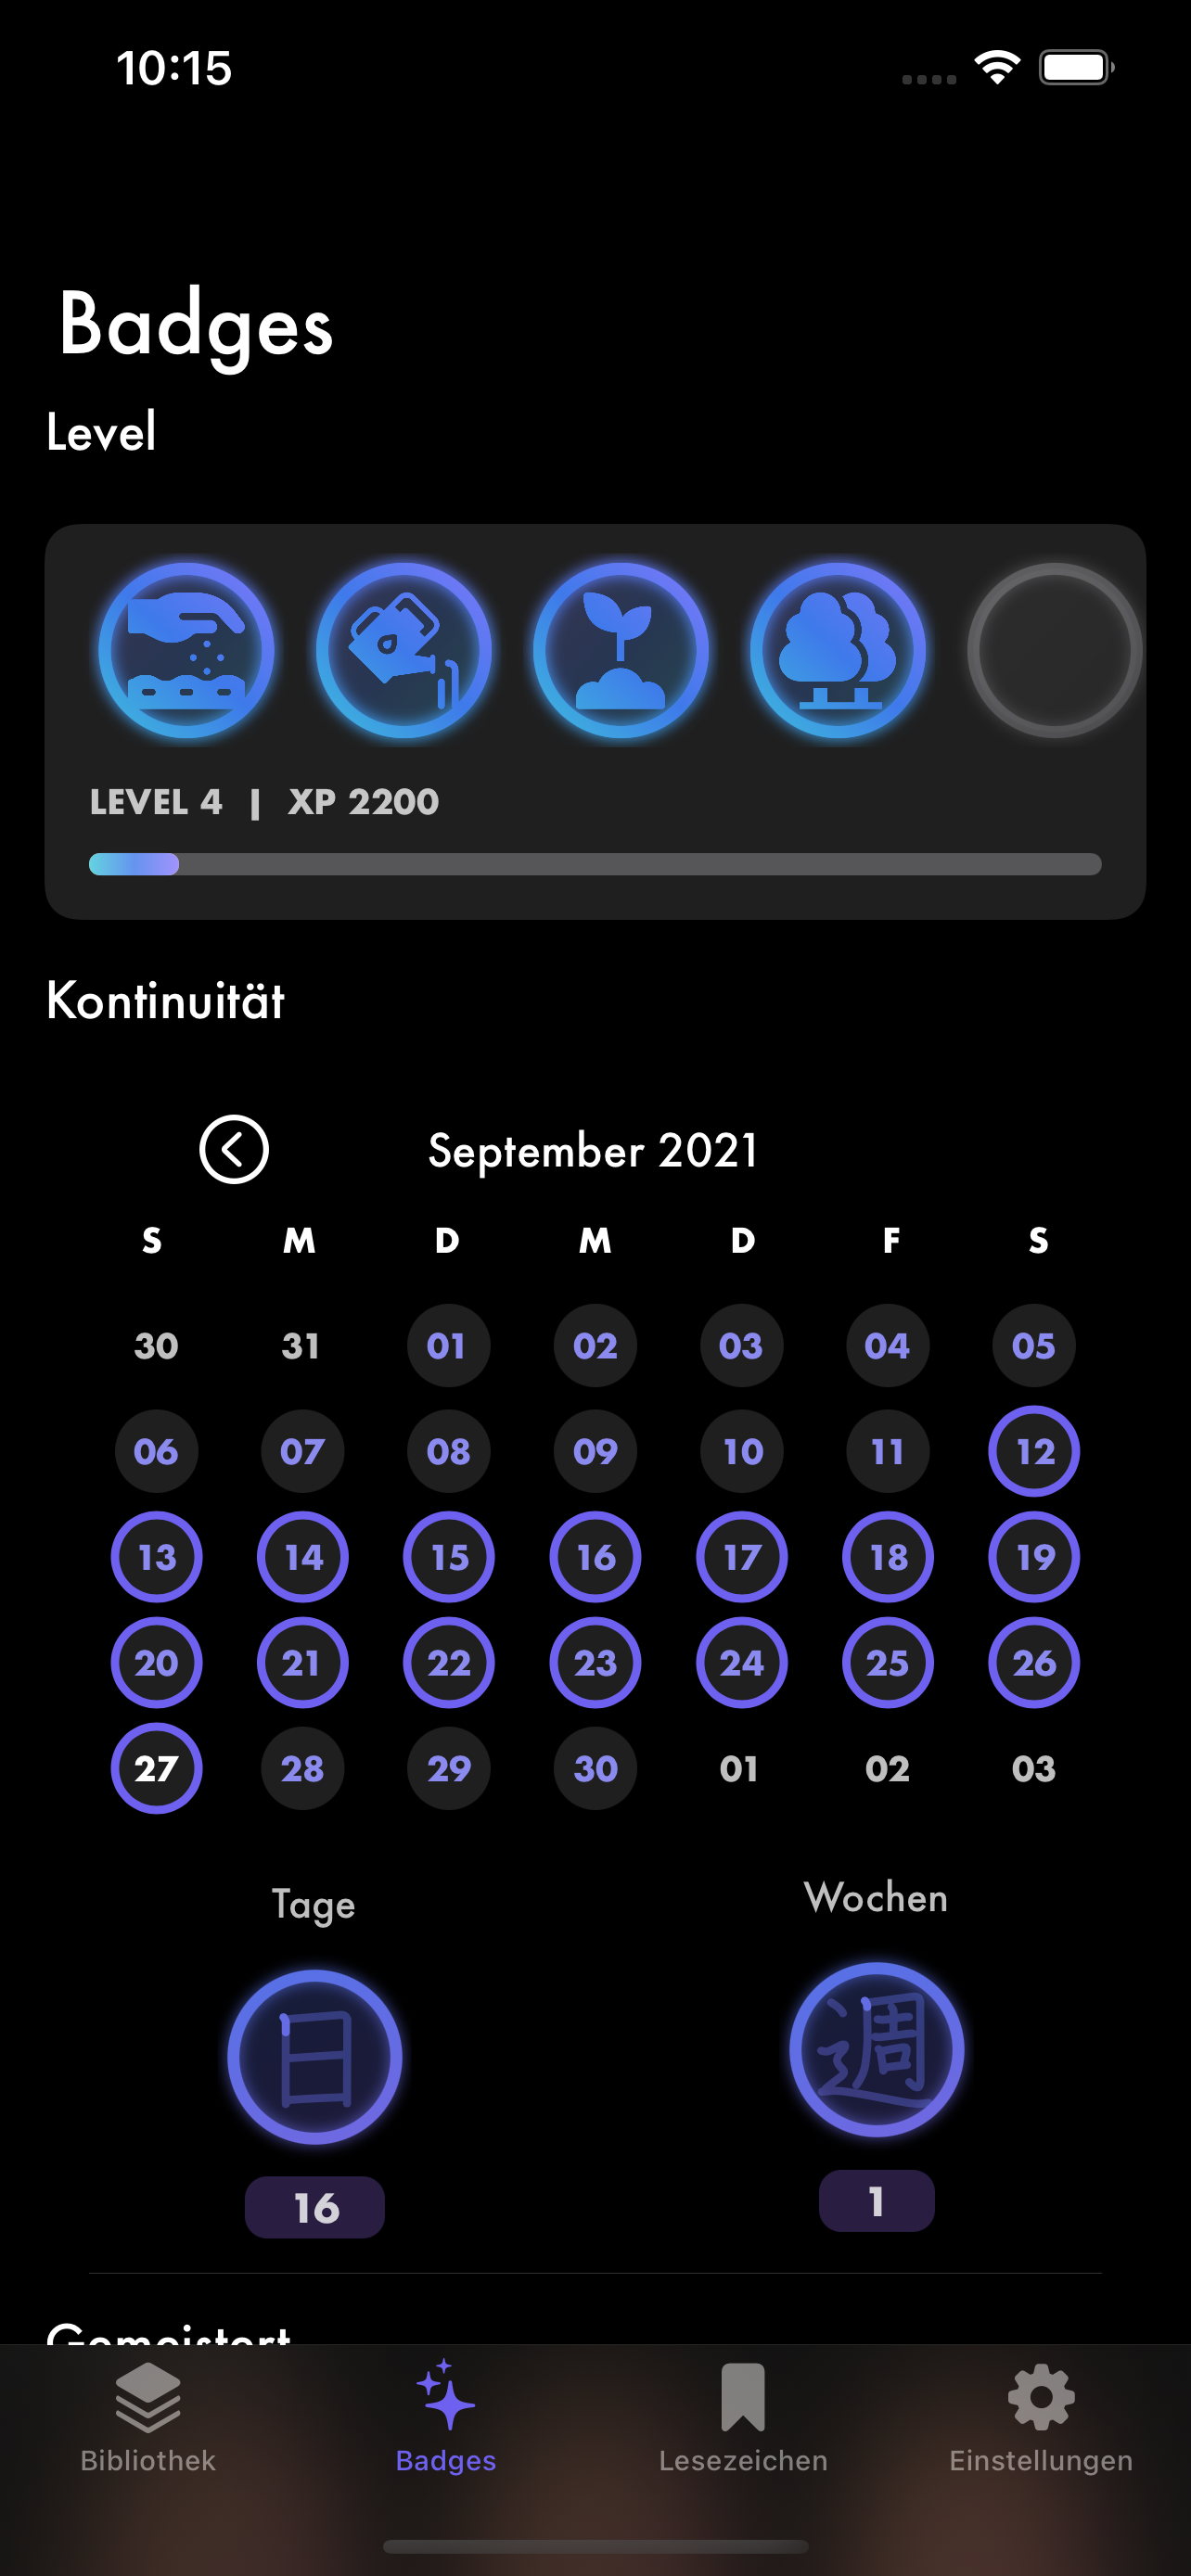 10:15
Badges
Level
LEVEL 4 | XP 2200
Kontinuität
September 2021
S M D M D F S
30 31 01 02 03 04 05
06 07 08 09 10 11 12
13 14 15 16 17 18 19
20 21 22 23 24 25 26
27 28 29 30 01 02 03
Tage Wochen
日 週
16 1
Gemeistert
Bibliothek Badges Lesezeichen Einstellungen